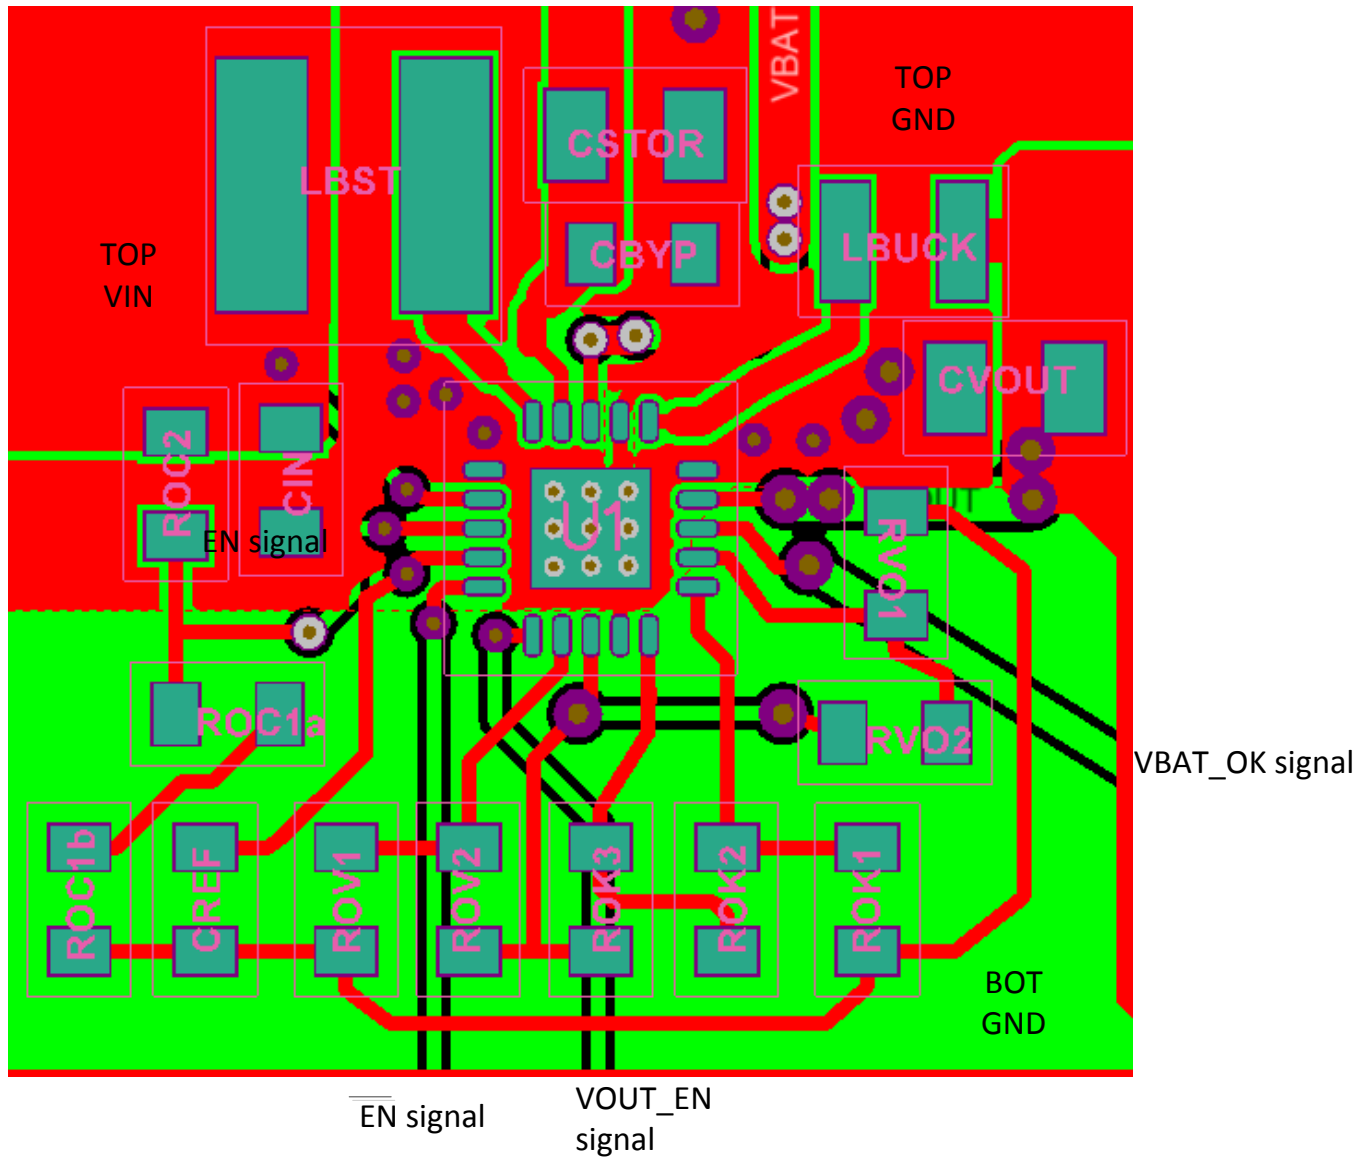 VBAT
TOP
GND
CSTOR
LBST
CBYP
LBUCK
TOP
VIN
CVOUT
ROC2
CIN
EN signal
U1
RVO1
ROC1a
RVO2
VBAT_OK signal
ROC1b
CREF
ROV1
ROV2
ROK3
ROK2
ROK1
BOT
GND
EN signal
VOUT_EN
signal